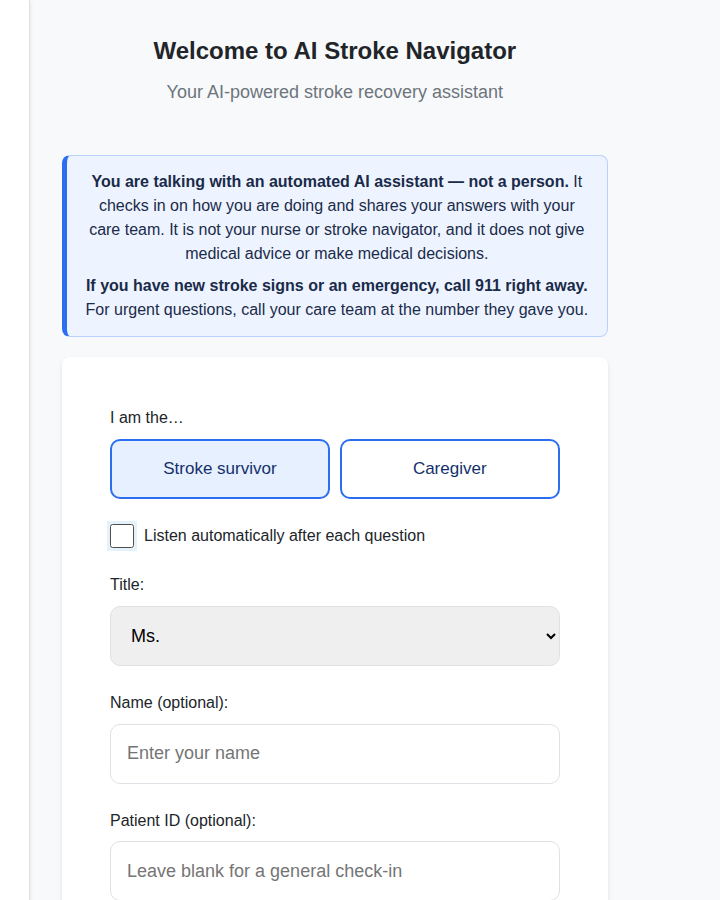 Welcome to AI Stroke Navigator
Your AI-powered stroke recovery assistant
You are talking with an automated AI assistant — not a person. It
checks in on how you are doing and shares your answers with your
care team. It is not your nurse or stroke navigator, and it does not give
medical advice or make medical decisions.
If you have new stroke signs or an emergency, call 911 right away.
For urgent questions, call your care team at the number they gave you.
I am the…
Stroke survivor
Caregiver
Listen automatically after each question
Title:
Ms.
Name (optional):
Enter your name
Patient ID (optional):
Leave blank for a general check-in